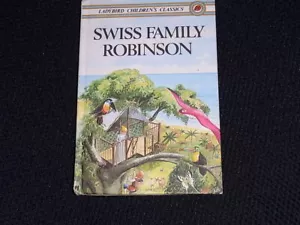 LADYBIRD CHILDREN'S CLASSICS
SWISS FAMILY
ROBINSON